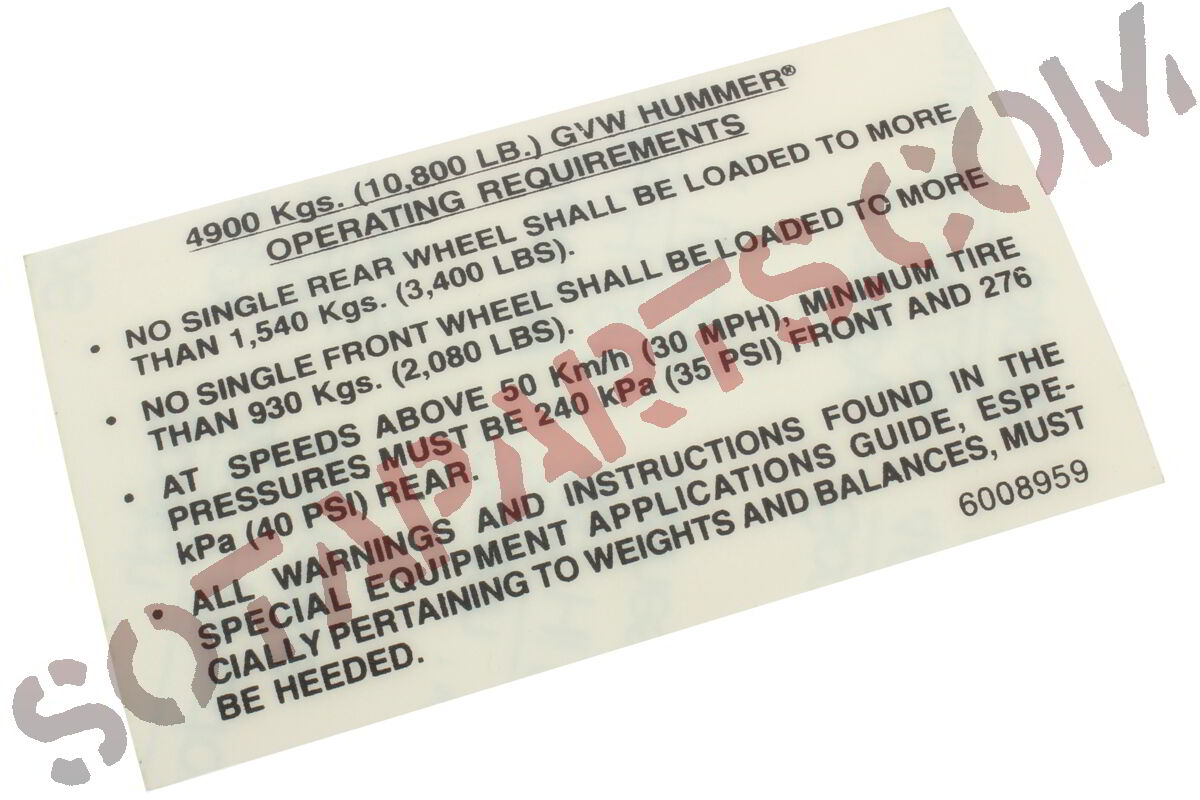 4900 Kgs. (10,800 LB.) GVW HUMMER®
OPERATING REQUIREMENTS
• NO SINGLE REAR WHEEL SHALL BE LOADED TO MORE
THAN 1,540 Kgs. (3,400 LBS).
• NO SINGLE FRONT WHEEL SHALL BE LOADED TO MORE
THAN 930 Kgs. (2,080 LBS).
• AT SPEEDS ABOVE 50 Km/h (30 MPH), MINIMUM TIRE
PRESSURES MUST BE 240 kPa (35 PSI) FRONT AND 276
kPa (40 PSI) REAR.
• ALL WARNINGS AND INSTRUCTIONS FOUND IN THE
SPECIAL EQUIPMENT APPLICATIONS GUIDE, ESPE-
CIALLY PERTAINING TO WEIGHTS AND BALANCES, MUST
BE HEEDED.
6008959
SOTAPARTS.COM